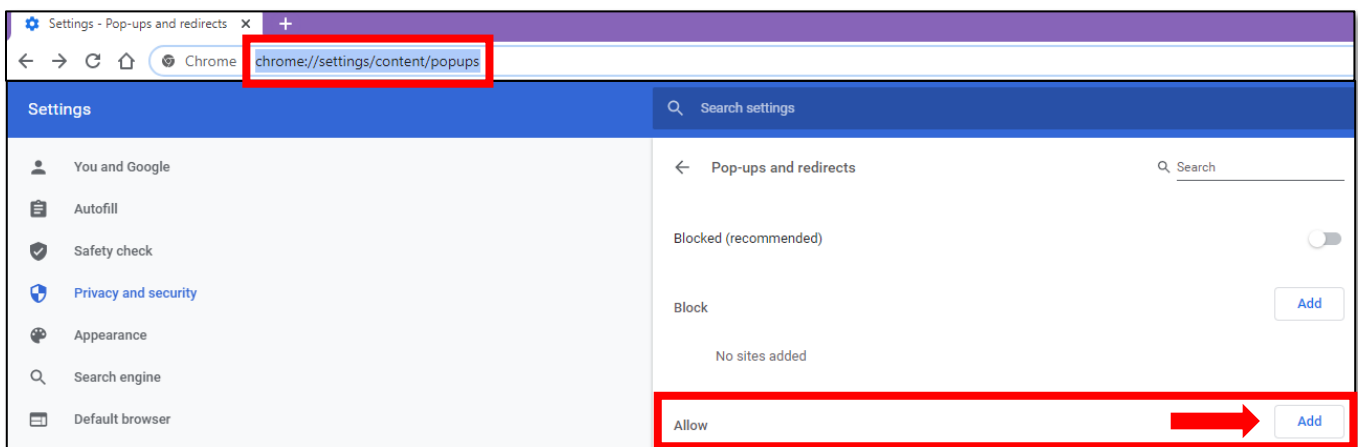 Settings - Pop-ups and redirects
Chrome chrome://settings/content/popups
Settings
Search settings
You and Google
Pop-ups and redirects
Search
Autofill
Blocked (recommended)
Safety check
Privacy and security
Block
Add
Appearance
No sites added
Search engine
Default browser
Allow
Add